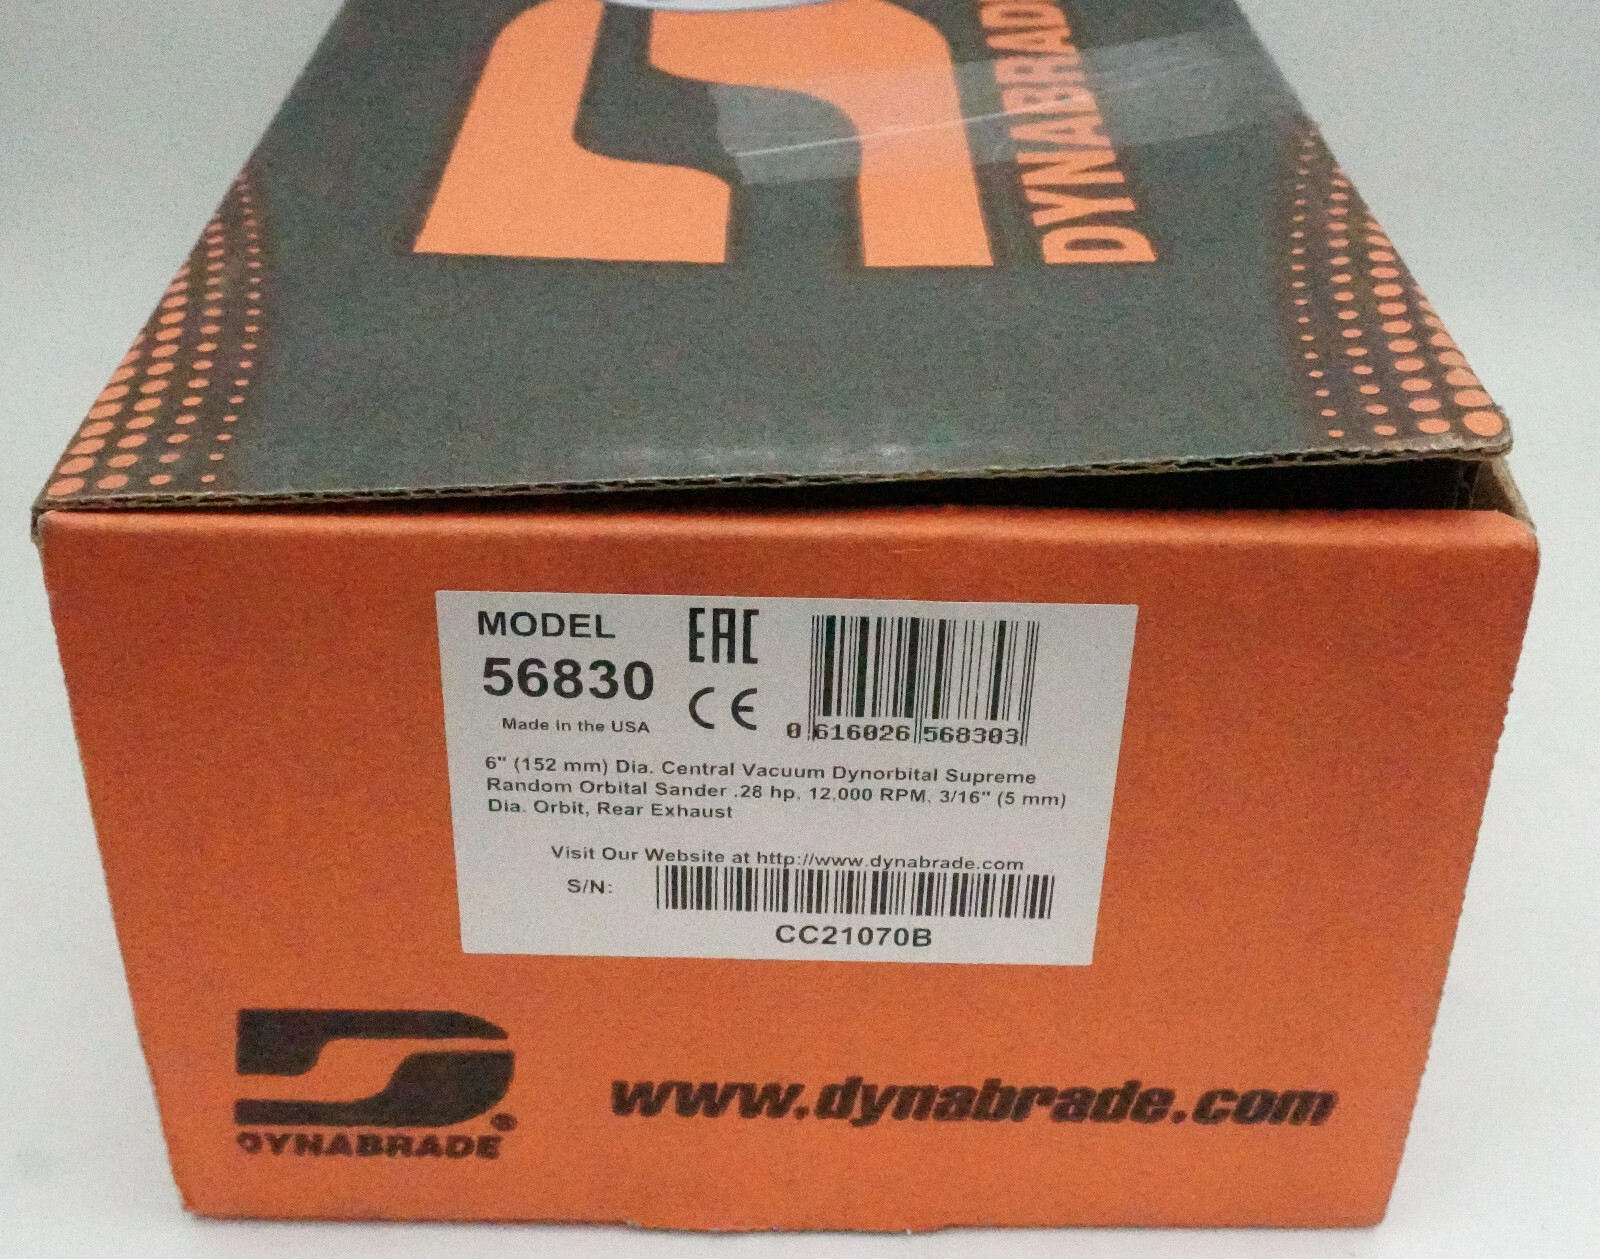 DYNABRADE
MODEL
56830
Made in the USA
EAC
CE
0 616026 568303
6" (152 mm) Dia. Central Vacuum Dynorbital Supreme
Random Orbital Sander .28 hp, 12,000 RPM, 3/16" (5 mm)
Dia. Orbit, Rear Exhaust
Visit Our Website at http://www.dynabrade.com
S/N:
CC21070B
DYNABRADE®
www.dynabrade.com